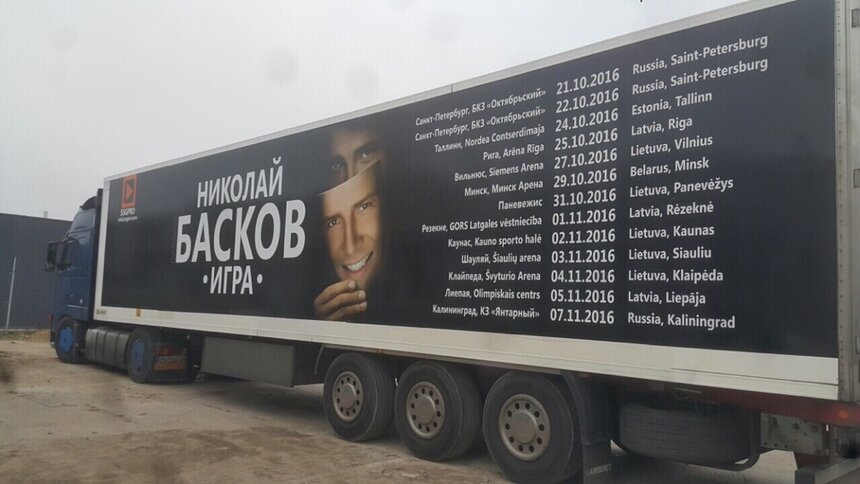 SSGPRO
НИКОЛАЙ
БАСКОВ
•ИГРА•
Санкт-Петербург, БКЗ «Октябрьский» 21.10.2016 Russia, Saint-Petersburg
Санкт-Петербург, БКЗ «Октябрьский» 22.10.2016 Russia, Saint-Petersburg
Таллинн, Nordea Contserdimaja 24.10.2016 Estonia, Tallinn
Рига, Arēna Rīga 25.10.2016 Latvia, Riga
Вильнюс, Siemens Arena 27.10.2016 Lietuva, Vilnius
Минск, Минск Арена 29.10.2016 Belarus, Minsk
Паневежис 31.10.2016 Lietuva, Panevėžys
Резекне, GORS Latgales vēstniecība 01.11.2016 Latvia, Rēzeknē
Каунас, Kauno sporto halė 02.11.2016 Lietuva, Kaunas
Шауляй, Šiaulių arena 03.11.2016 Lietuva, Siauliu
Клайпеда, Švyturio Arena 04.11.2016 Lietuva, Klaipėda
Лиепая, Olimpiskais centrs 05.11.2016 Latvia, Liepāja
Калининград, КЗ «Янтарный» 07.11.2016 Russia, Kaliningrad
LAMBERET